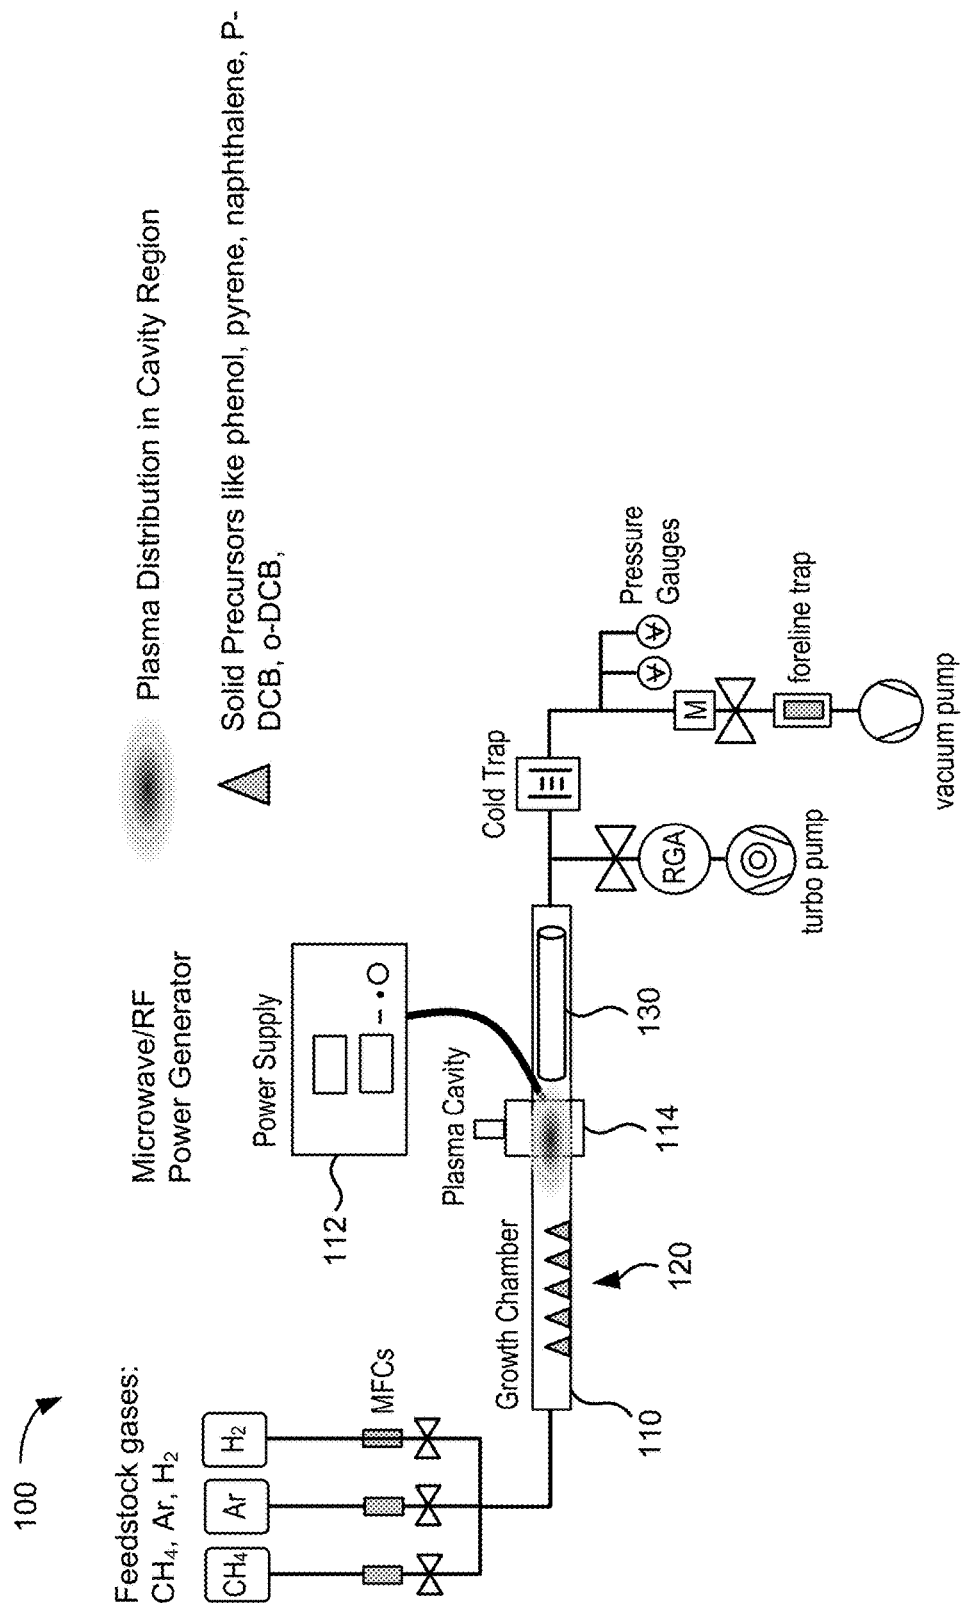 100
Feedstock gases:
CH4, Ar, H2
CH4
Ar
H2
MFCs
Microwave/RF
Power Generator
Power Supply
112
Plasma Distribution in Cavity Region
Solid Precursors like phenol, pyrene, naphthalene, P-
DCB, o-DCB,
Growth Chamber
Plasma Cavity
110
120
114
130
Cold Trap
RGA
turbo pump
Pressure
Gauges
A
A
M
foreline trap
vacuum pump